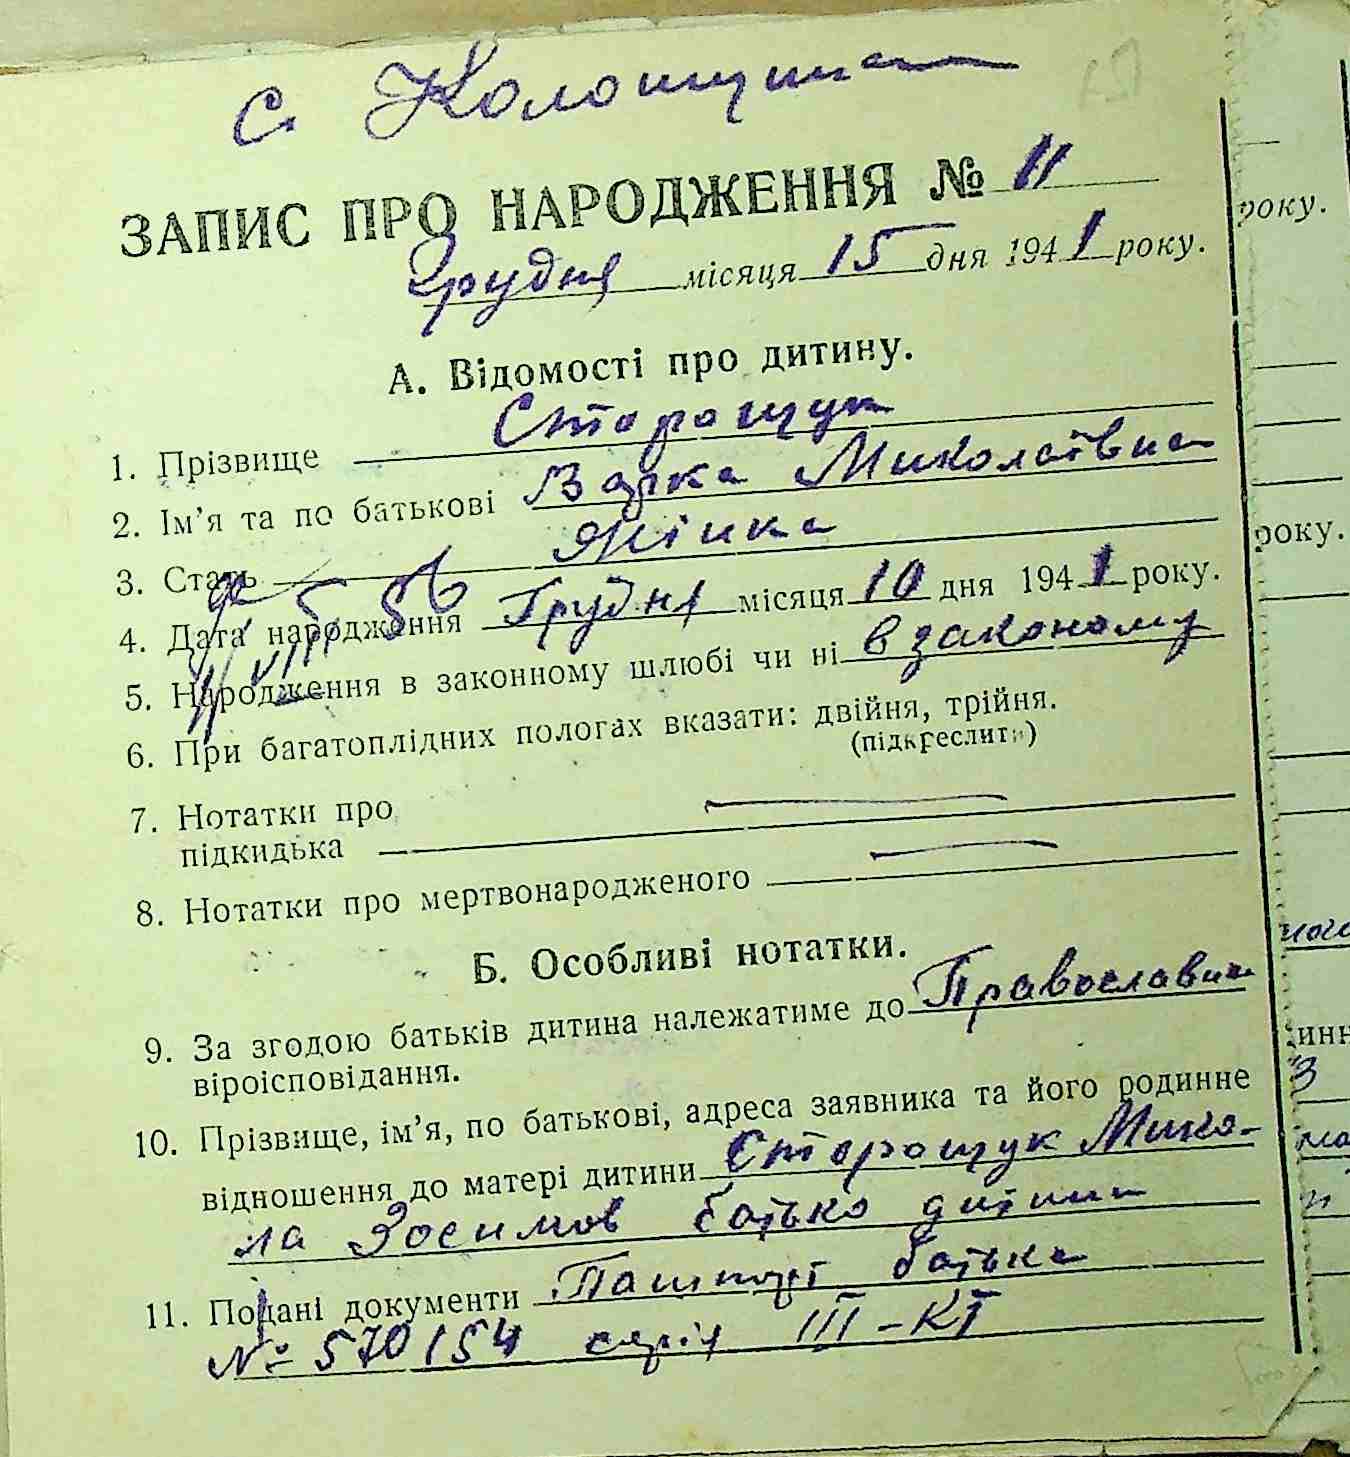 с. Коломия
ЗАПИС ПРО НАРОДЖЕННЯ № 11
Грудня місяця 15 дня 1941 року.
А. Відомості про дитину.
1. Прізвище Сторощук
2. Ім'я та по батькові Варка Миколаївна
3. Стать Жінка
4. Дата народження Грудня місяця 10 дня 1941 року.
5. Народження в законному шлюбі чи ні в законому
6. При багатоплідних пологах вказати: двійня, трійня.
(підкреслити)
7. Нотатки про
підкидька
8. Нотатки про мертвонародженого
Б. Особливі нотатки.
9. За згодою батьків дитина належатиме до Православна
віроісповідання.
10. Прізвище, ім'я, по батькові, адреса заявника та його родинне
відношення до матері дитини Сторощук Мико-
ла Зосимов батько дитини
11. Подані документи Пашпорт батька
№ 570154 серія III-КТ
року.
року.